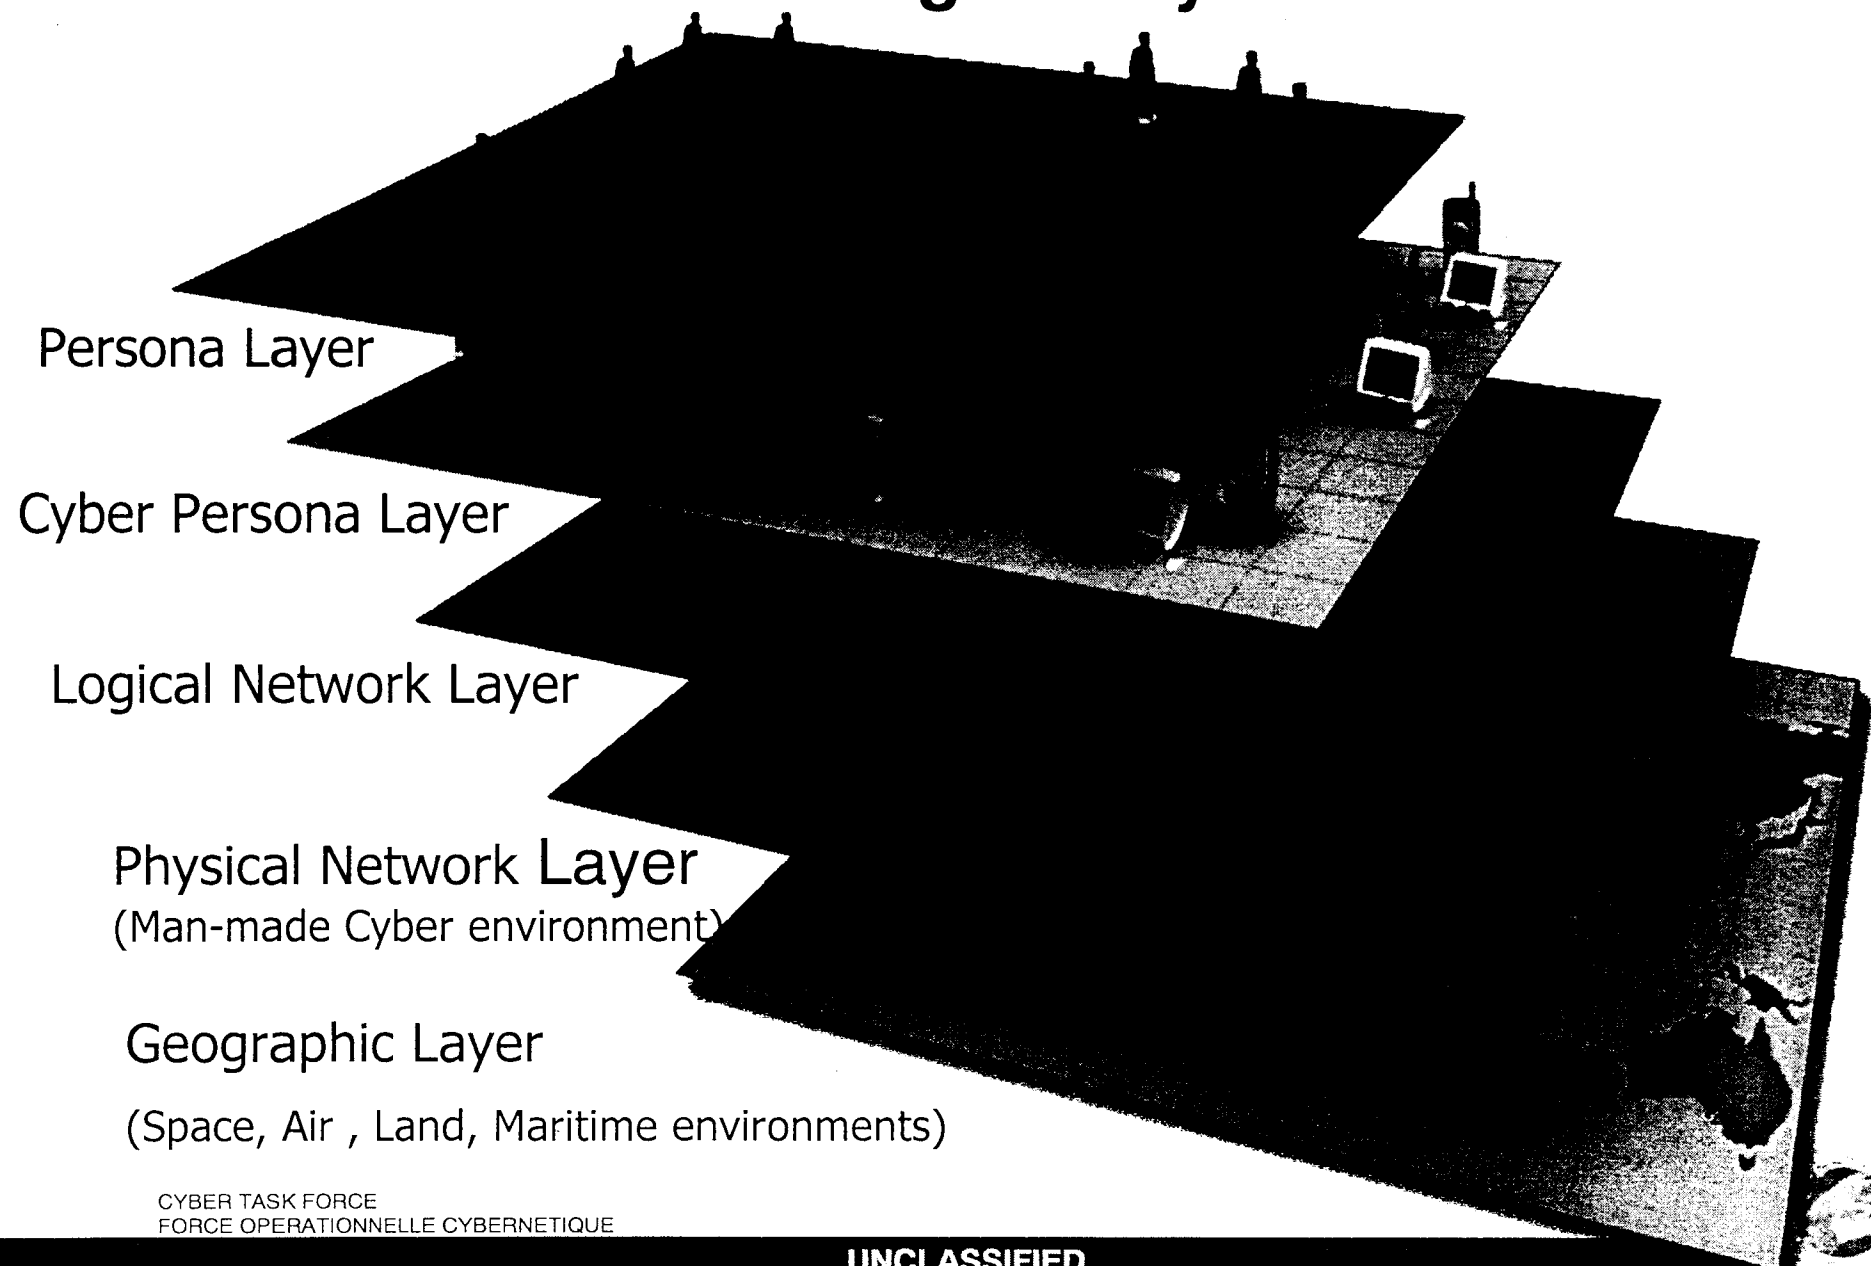 Persona Layer
Cyber Persona Layer
Logical Network Layer
Physical Network Layer
(Man-made Cyber environment)
Geographic Layer
(Space, Air , Land, Maritime environments)
CYBER TASK FORCE
FORCE OPERATIONNELLE CYBERNETIQUE
UNCLASSIFIED